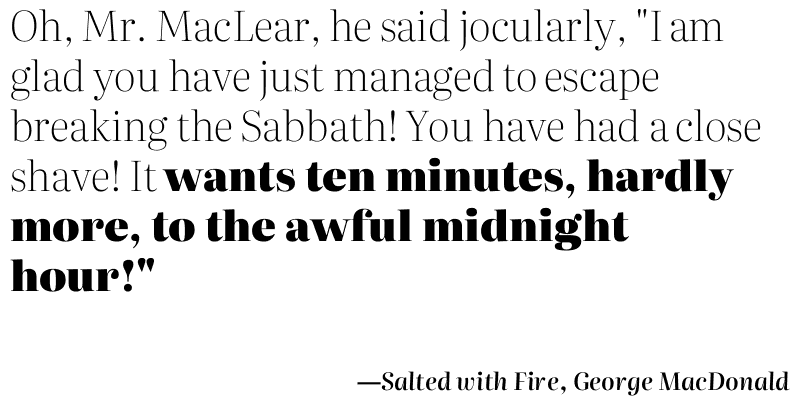 Oh, Mr. MacLear, he said jocularly, "I am
glad you have just managed to escape
breaking the Sabbath! You have had a close
shave! It wants ten minutes, hardly
more, to the awful midnight
hour!"
—Salted with Fire, George MacDonald